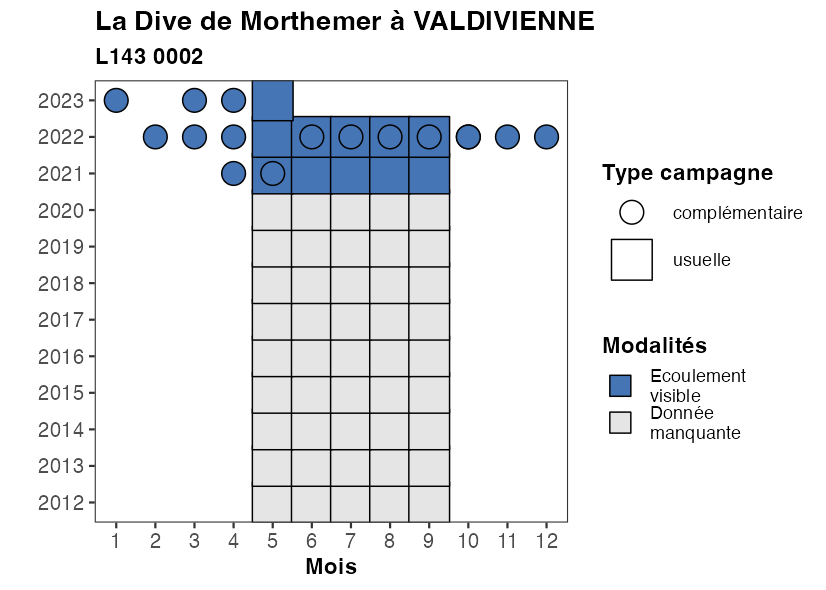 La Dive de Morthemer à VALDIVIENNE
L143 0002
2023
2022
2021
2020
2019
2018
2017
2016
2015
2014
2013
2012
1 2 3 4 5 6 7 8 9 10 11 12
Mois
Type campagne
complémentaire
usuelle
Modalités
Ecoulement
visible
Donnée
manquante